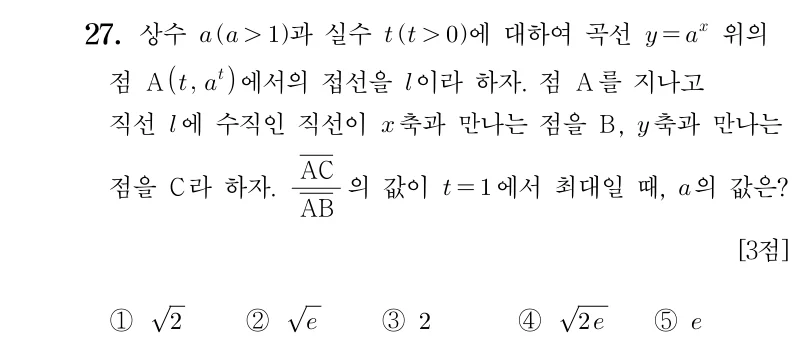 27. 상수 a(a>1)과 실수 t(t>0)에 대하여 곡선 y=a^x 위의
점 A(t, a^t)에서의 접선을 l이라 하자. 점 A를 지나고
직선 l에 수직인 직선이 x축과 만나는 점을 B, y축과 만나는
점을 C라 하자. \frac{\overline{AC}}{\overline{AB}}의 값이 t=1에서 최대일 때, a의 값은?
[3점]
① √2 ② √e ③ 2 ④ √(2e) ⑤ e